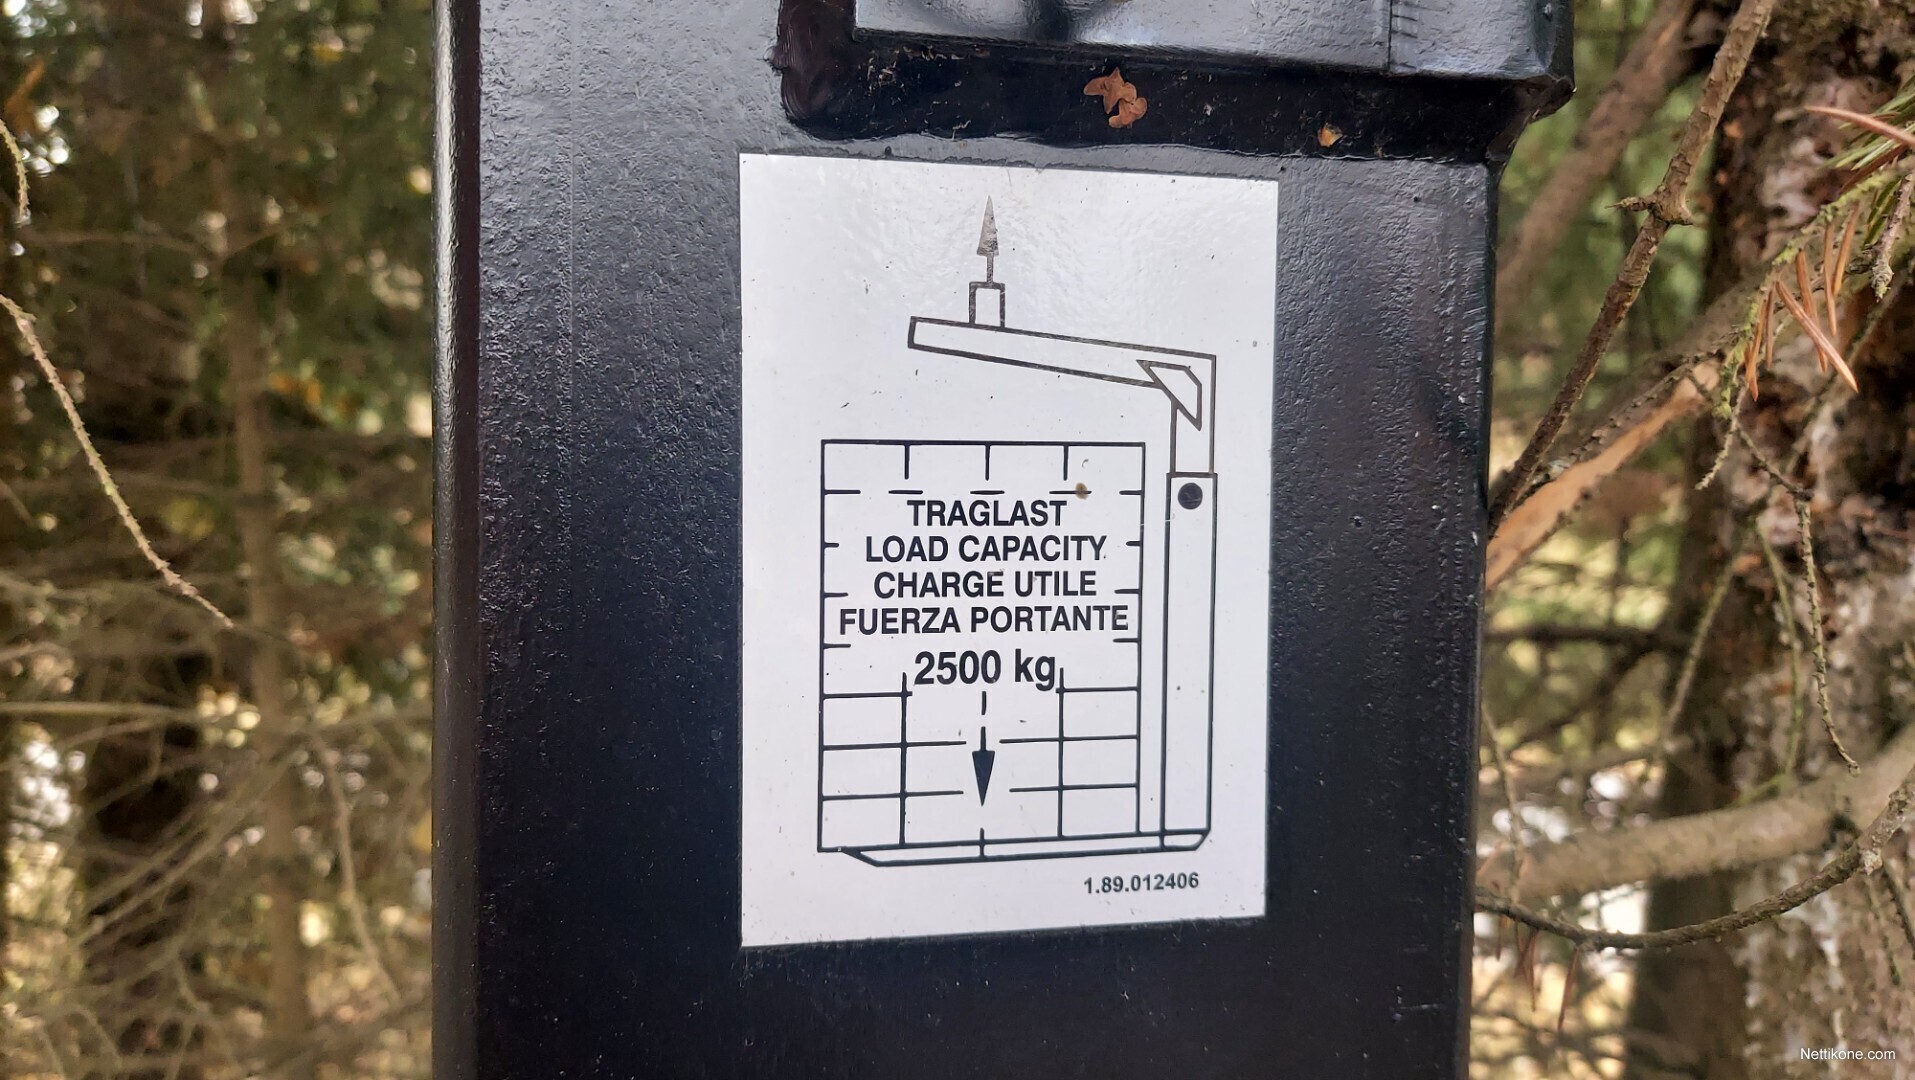 TRAGLAST
LOAD CAPACITY
CHARGE UTILE
FUERZA PORTANTE
2500 kg
1.89.012406
Nettikone.com